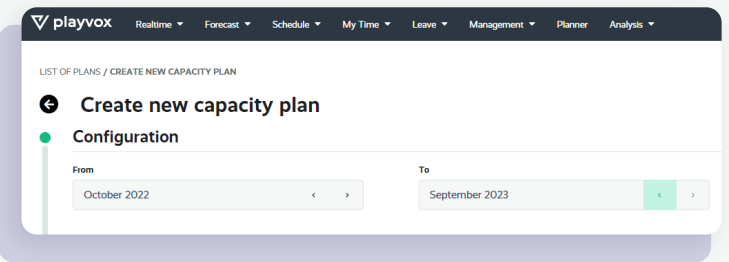 playvox Realtime Forecast Schedule My Time Leave Management Planner Analysis
LIST OF PLANS / CREATE NEW CAPACITY PLAN
Create new capacity plan
Configuration
From To
October 2022 ‹ › September 2023 ‹ ›